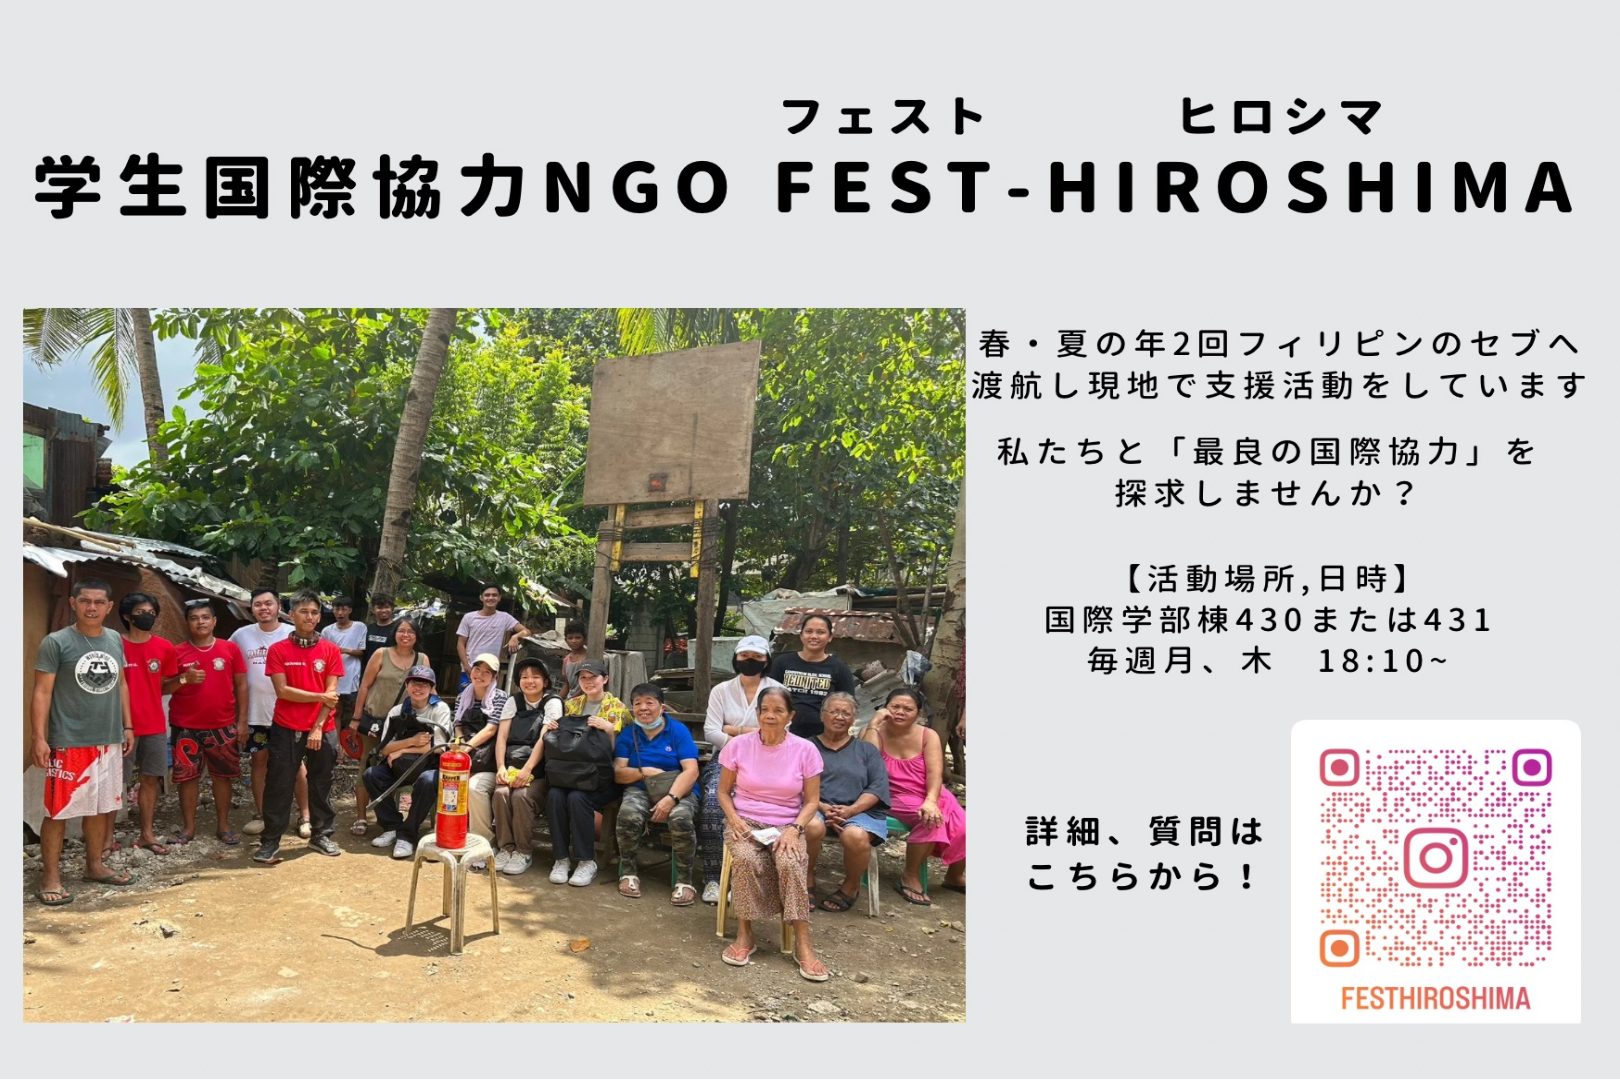 フェスト ヒロシマ
学生国際協力NGO FEST-HIROSHIMA
春・夏の年2回フィリピンのセブへ
渡航し現地で支援活動をしています
私たちと「最良の国際協力」を
探求しませんか？
【活動場所,日時】
国際学部棟430または431
毎週月、木　18:10~
詳細、質問は
こちらから！
FESTHIROSHIMA